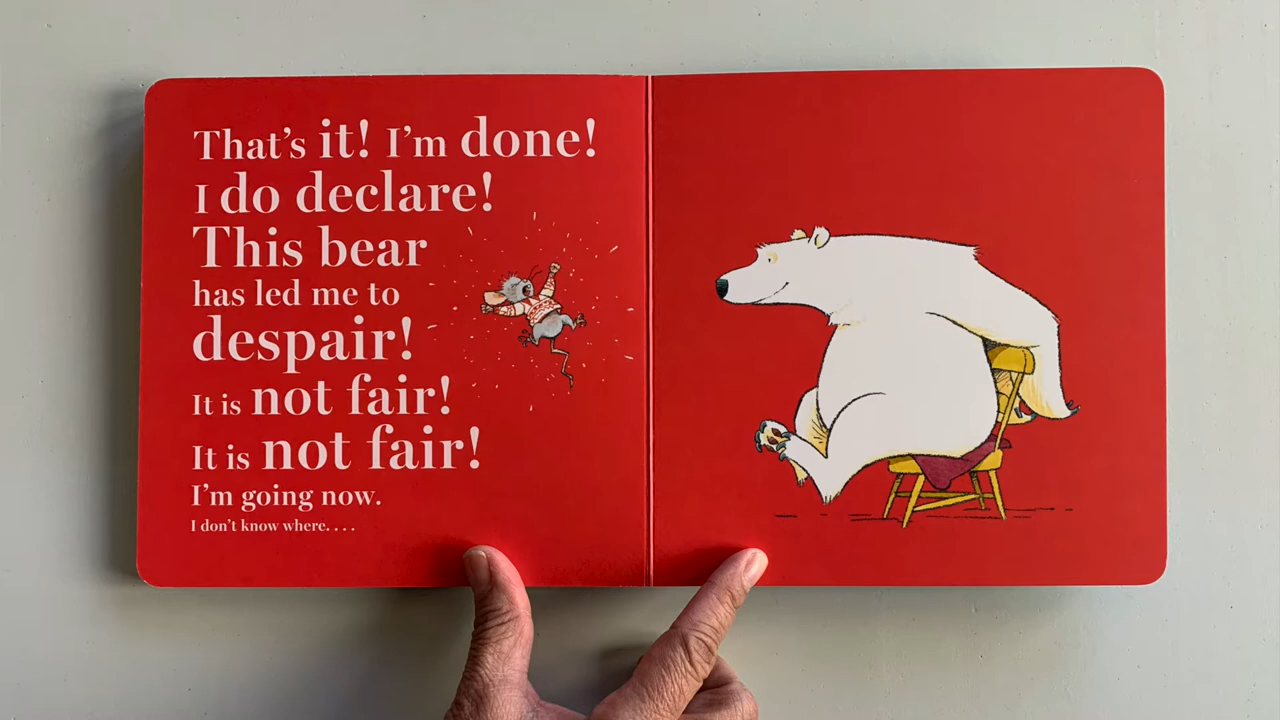 That’s it! I’m done!
I do declare!
This bear
has led me to
despair!
It is not fair!
It is not fair!
I’m going now.
I don’t know where. . . .